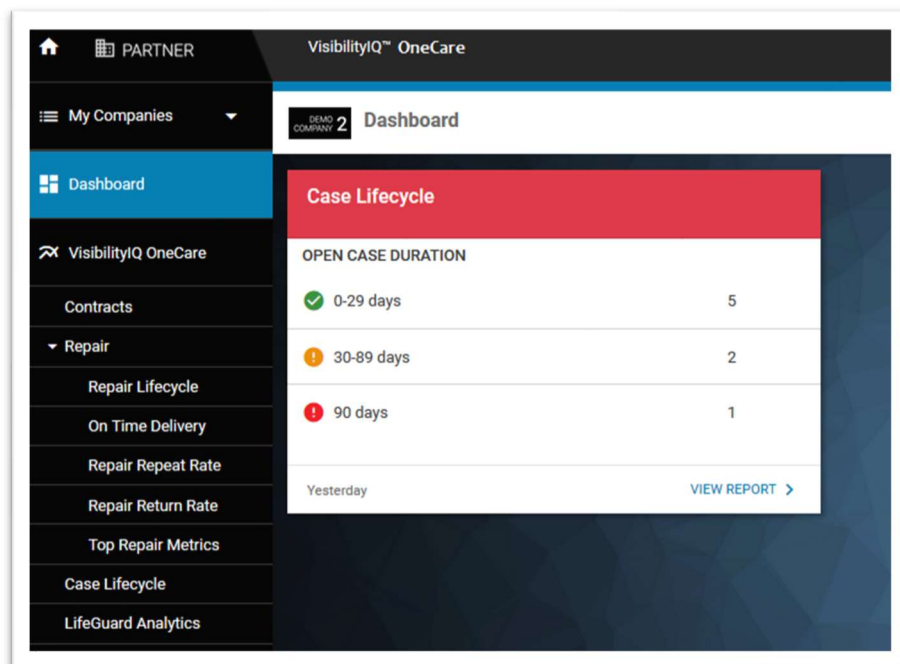 PARTNER
VisibilityIQ™ OneCare
My Companies
Dashboard
VisibilityIQ OneCare
Contracts
Repair
Repair Lifecycle
On Time Delivery
Repair Repeat Rate
Repair Return Rate
Top Repair Metrics
Case Lifecycle
LifeGuard Analytics
DEMO COMPANY 2 Dashboard
Case Lifecycle
OPEN CASE DURATION
0-29 days 5
30-89 days 2
90 days 1
Yesterday VIEW REPORT